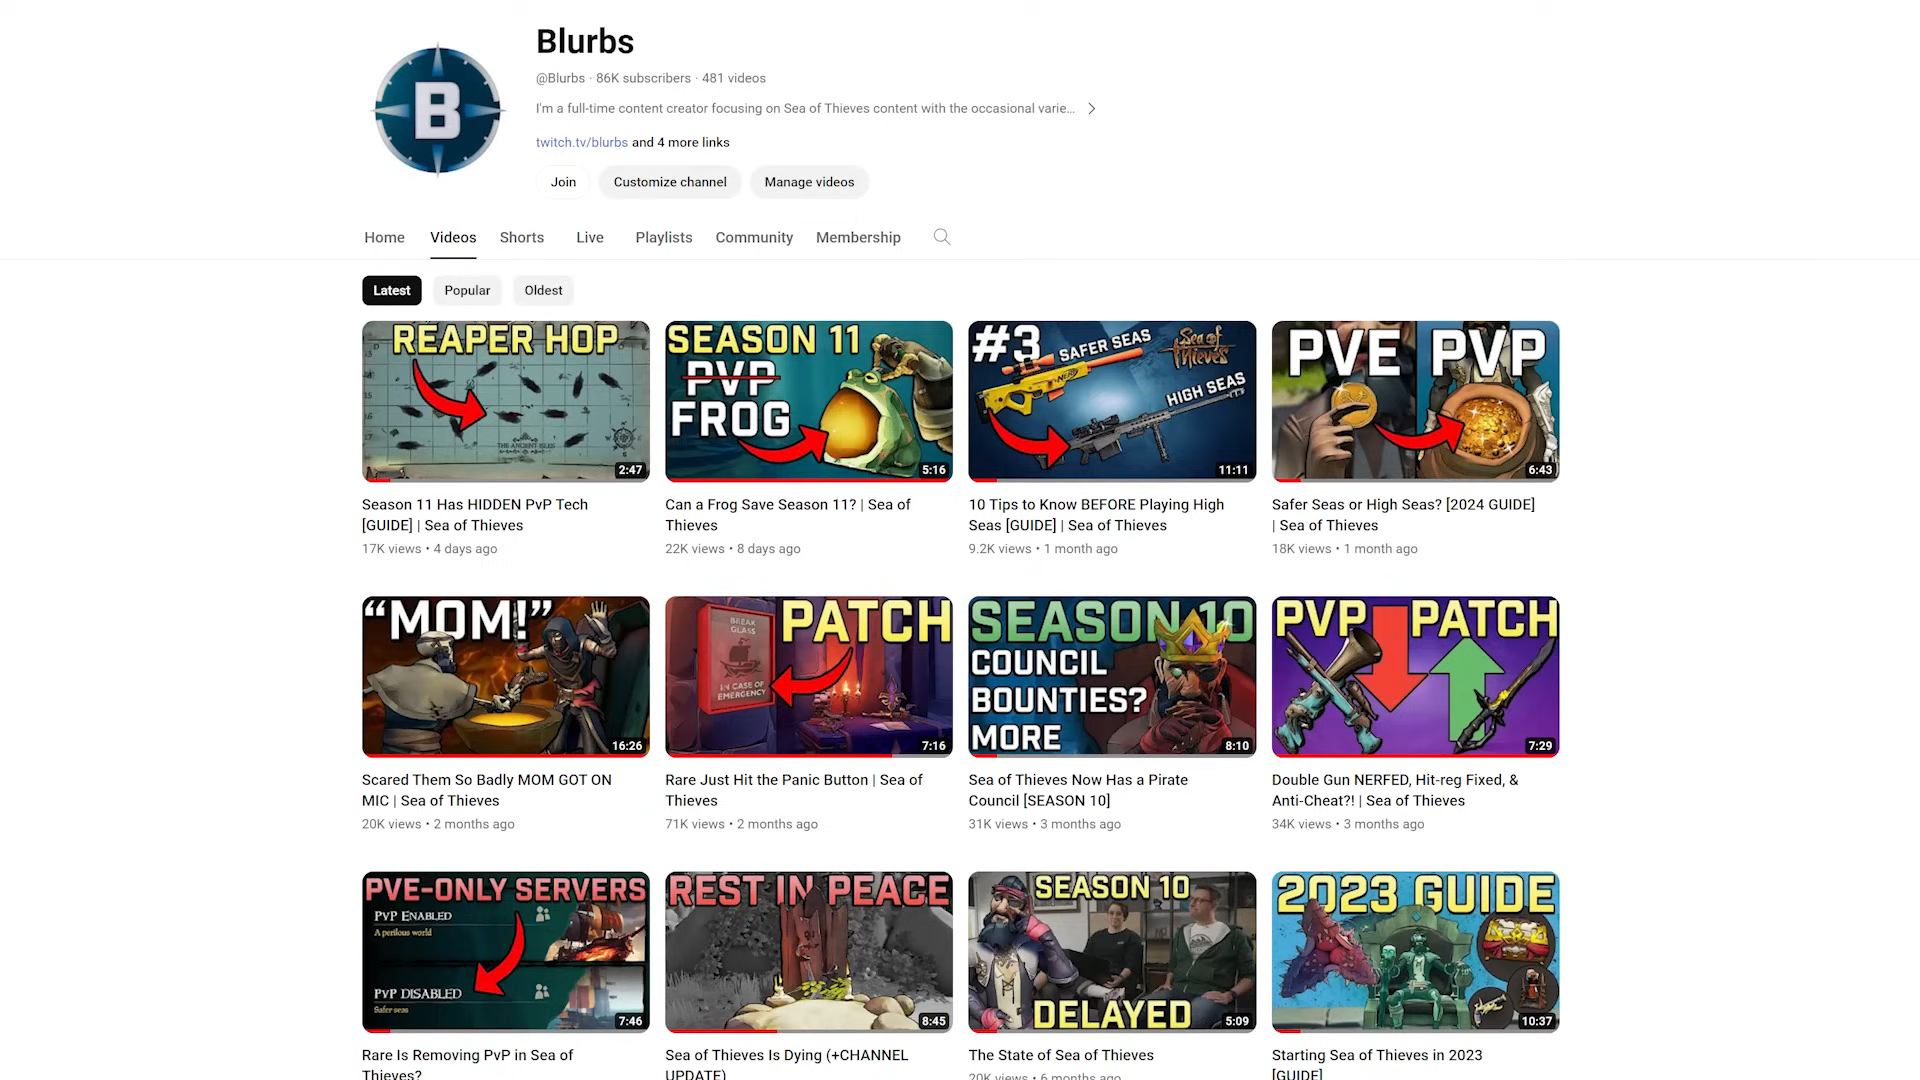 Blurbs
@Blurbs · 86K subscribers · 481 videos
I'm a full-time content creator focusing on Sea of Thieves content with the occasional varie...
twitch.tv/blurbs and 4 more links
Join
Customize channel
Manage videos
Home
Videos
Shorts
Live
Playlists
Community
Membership
Latest
Popular
Oldest
REAPER HOP
THE ANCIENT ISLES
2:47
Season 11 Has HIDDEN PvP Tech
[GUIDE] | Sea of Thieves
17K views • 4 days ago
SEASON 11
PVP
FROG
5:16
Can a Frog Save Season 11? | Sea of
Thieves
22K views • 8 days ago
#3
SAFER SEAS
Sea of
Thieves
NERF
HIGH SEAS
11:11
10 Tips to Know BEFORE Playing High
Seas [GUIDE] | Sea of Thieves
9.2K views • 1 month ago
PVE PVP
6:43
Safer Seas or High Seas? [2024 GUIDE]
| Sea of Thieves
18K views • 1 month ago
“MOM!”
16:26
Scared Them So Badly MOM GOT ON
MIC | Sea of Thieves
20K views • 2 months ago
PATCH
BREAK
GLASS
IN CASE OF
EMERGENCY
7:16
Rare Just Hit the Panic Button | Sea of
Thieves
71K views • 2 months ago
SEASON 10
COUNCIL
BOUNTIES?
MORE
8:10
Sea of Thieves Now Has a Pirate
Council [SEASON 10]
31K views • 3 months ago
PVP PATCH
7:29
Double Gun NERFED, Hit-reg Fixed, &
Anti-Cheat?! | Sea of Thieves
34K views • 3 months ago
PVE-ONLY SERVERS
PVP ENABLED
A perilous world
PVP DISABLED
Safer seas
7:46
Rare Is Removing PvP in Sea of
Thieves?
REST IN PEACE
8:45
Sea of Thieves Is Dying (+CHANNEL
UPDATE)
SEASON 10
DELAYED
5:09
The State of Sea of Thieves
20K views • 6 months ago
2023 GUIDE
10:37
Starting Sea of Thieves in 2023
[GUIDE]